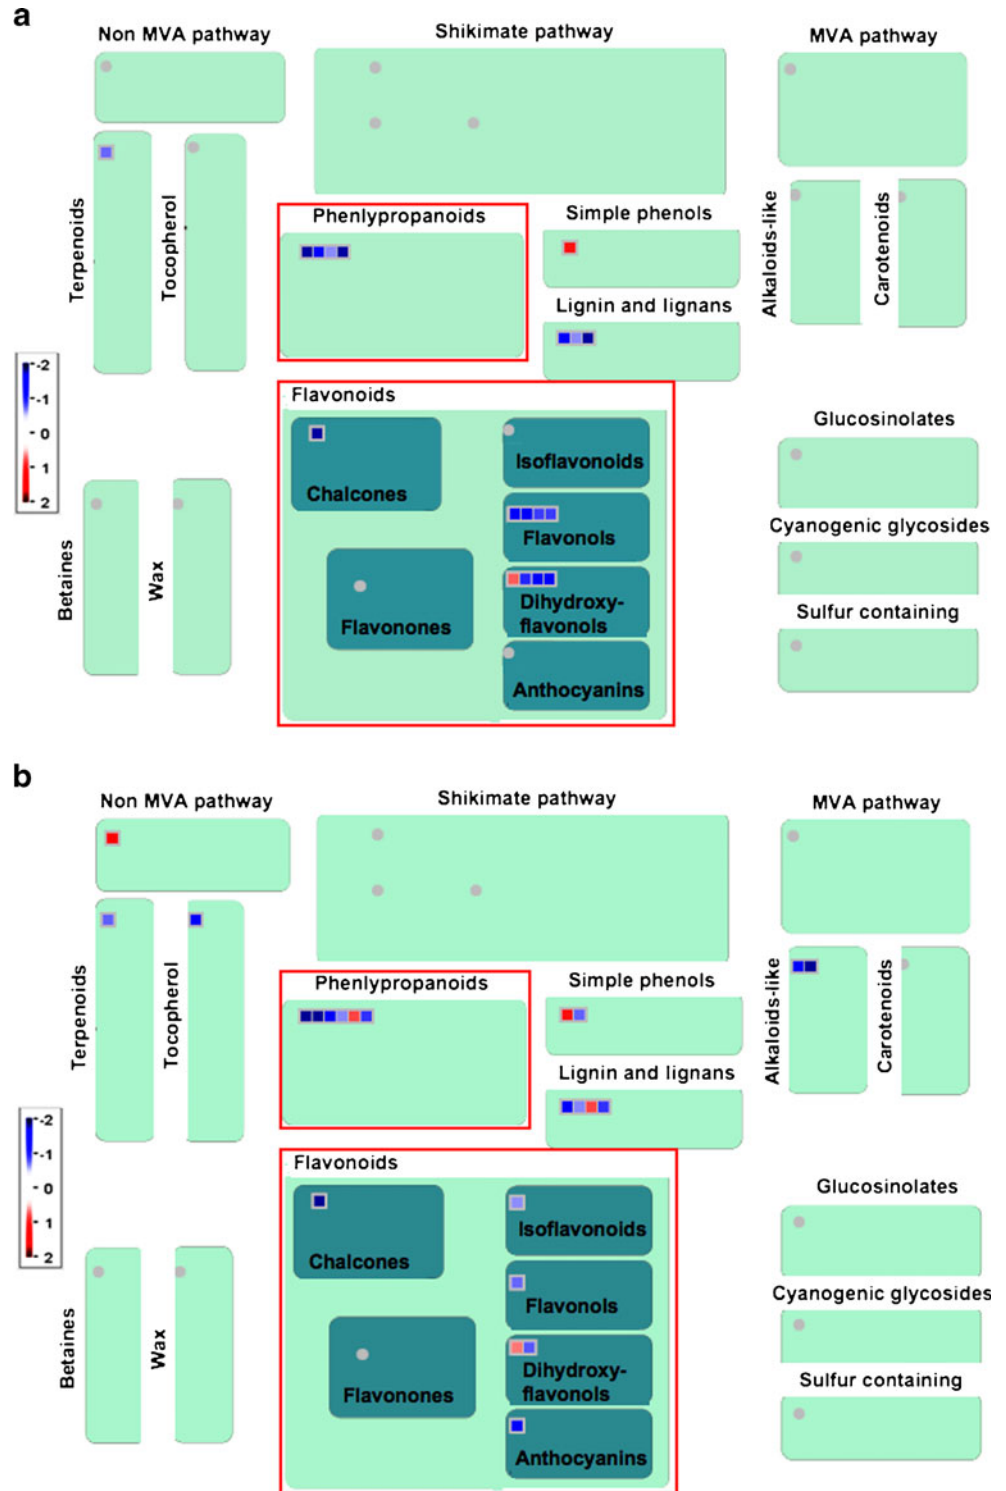 a
Non MVA pathway
Shikimate pathway
MVA pathway
Terpenoids
Tocopherol
Phenlypropanoids
Simple phenols
Lignin and lignans
Alkaloids-like
Carotenoids
-2
-1
0
1
2
Flavonoids
Chalcones
Isoflavonoids
Flavonols
Flavonones
Dihydroxy-
flavonols
Anthocyanins
Betaines
Wax
Glucosinolates
Cyanogenic glycosides
Sulfur containing
b
Non MVA pathway
Shikimate pathway
MVA pathway
Terpenoids
Tocopherol
Phenlypropanoids
Simple phenols
Lignin and lignans
Alkaloids-like
Carotenoids
-2
-1
0
1
2
Flavonoids
Chalcones
Isoflavonoids
Flavonols
Flavonones
Dihydroxy-
flavonols
Anthocyanins
Betaines
Wax
Glucosinolates
Cyanogenic glycosides
Sulfur containing